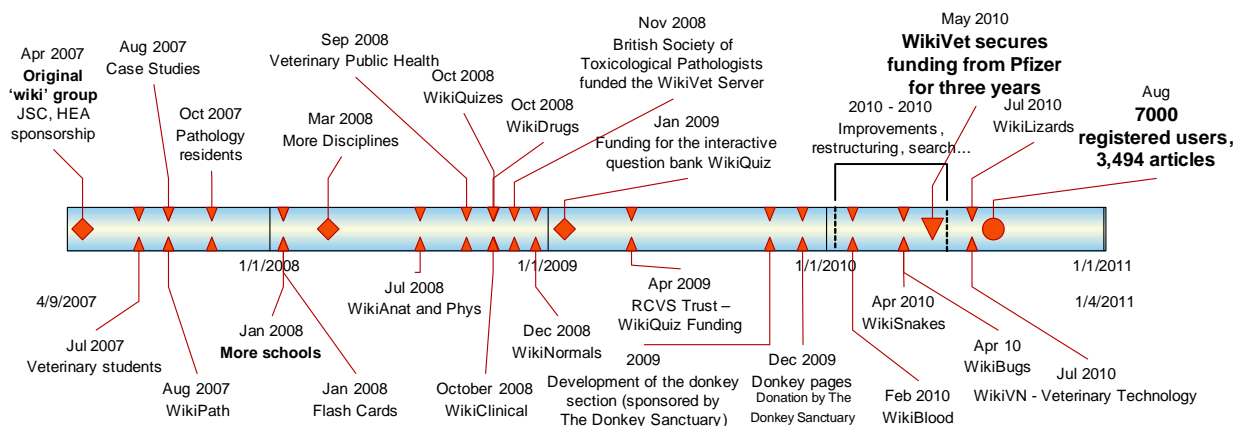 Apr 2007
Original
‘wiki’ group
JSC, HEA
sponsorship
Aug 2007
Case Studies
Oct 2007
Pathology
residents
Sep 2008
Veterinary Public Health
Mar 2008
More Disciplines
Oct 2008
WikiQuizes
Oct 2008
WikiDrugs
Nov 2008
British Society of
Toxicological Pathologists
funded the WikiVet Server
Jan 2009
Funding for the interactive
question bank WikiQuiz
2010 - 2010
Improvements,
restructuring, search…
May 2010
WikiVet secures
funding from Pfizer
for three years
Jul 2010
WikiLizards
Aug
7000
registered users,
3,494 articles
1/1/2008
1/1/2009
1/1/2010
1/1/2011
4/9/2007
1/4/2011
Jul 2007
Veterinary students
Aug 2007
WikiPath
Jan 2008
More schools
Jan 2008
Flash Cards
Jul 2008
WikiAnat and Phys
October 2008
WikiClinical
Dec 2008
WikiNormals
Apr 2009
RCVS Trust –
WikiQuiz Funding
2009
Development of the donkey
section (sponsored by
The Donkey Sanctuary)
Dec 2009
Donkey pages
Donation by The
Donkey Sanctuary
Feb 2010
WikiBlood
Apr 2010
WikiSnakes
Apr 10
WikiBugs
Jul 2010
WikiVN - Veterinary Technology